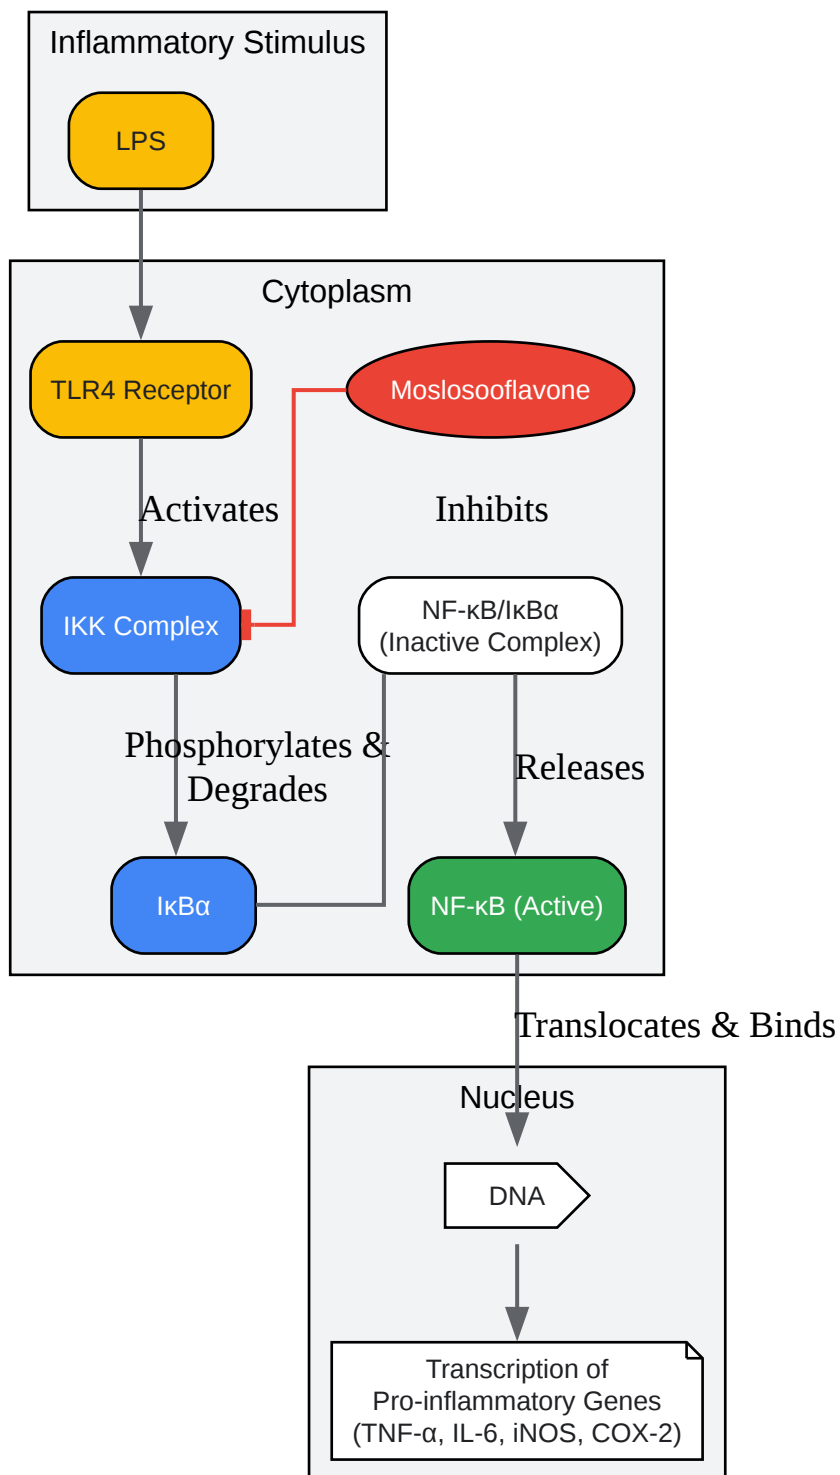 Inflammatory Stimulus
LPS
Cytoplasm
TLR4 Receptor
Moslosooflavone
Activates
Inhibits
IKK Complex
NF-κB/IκBα
(Inactive Complex)
Phosphorylates &
Degrades
Releases
IκBα
NF-κB (Active)
Translocates & Binds
Nucleus
DNA
Transcription of
Pro-inflammatory Genes
(TNF-α, IL-6, iNOS, COX-2)